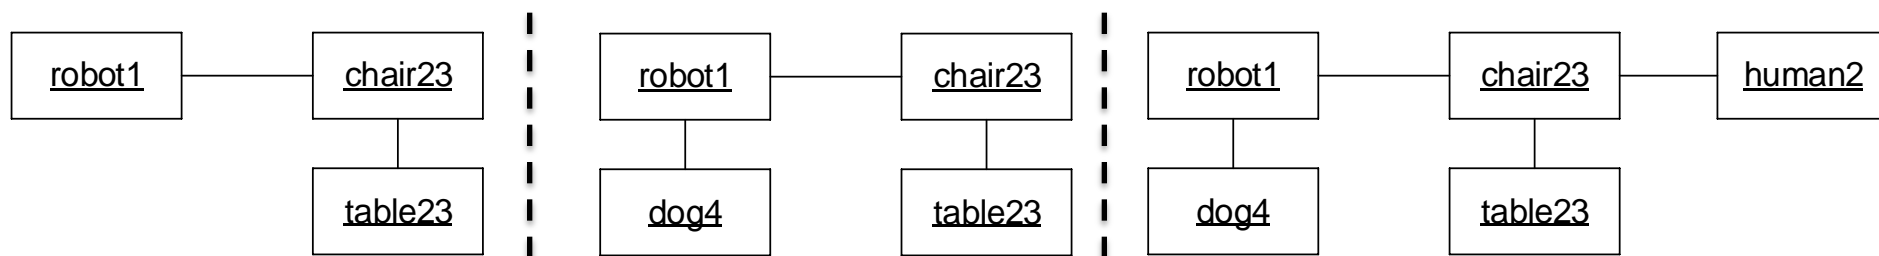 robot1
chair23
table23
robot1
chair23
dog4
table23
robot1
chair23
human2
dog4
table23